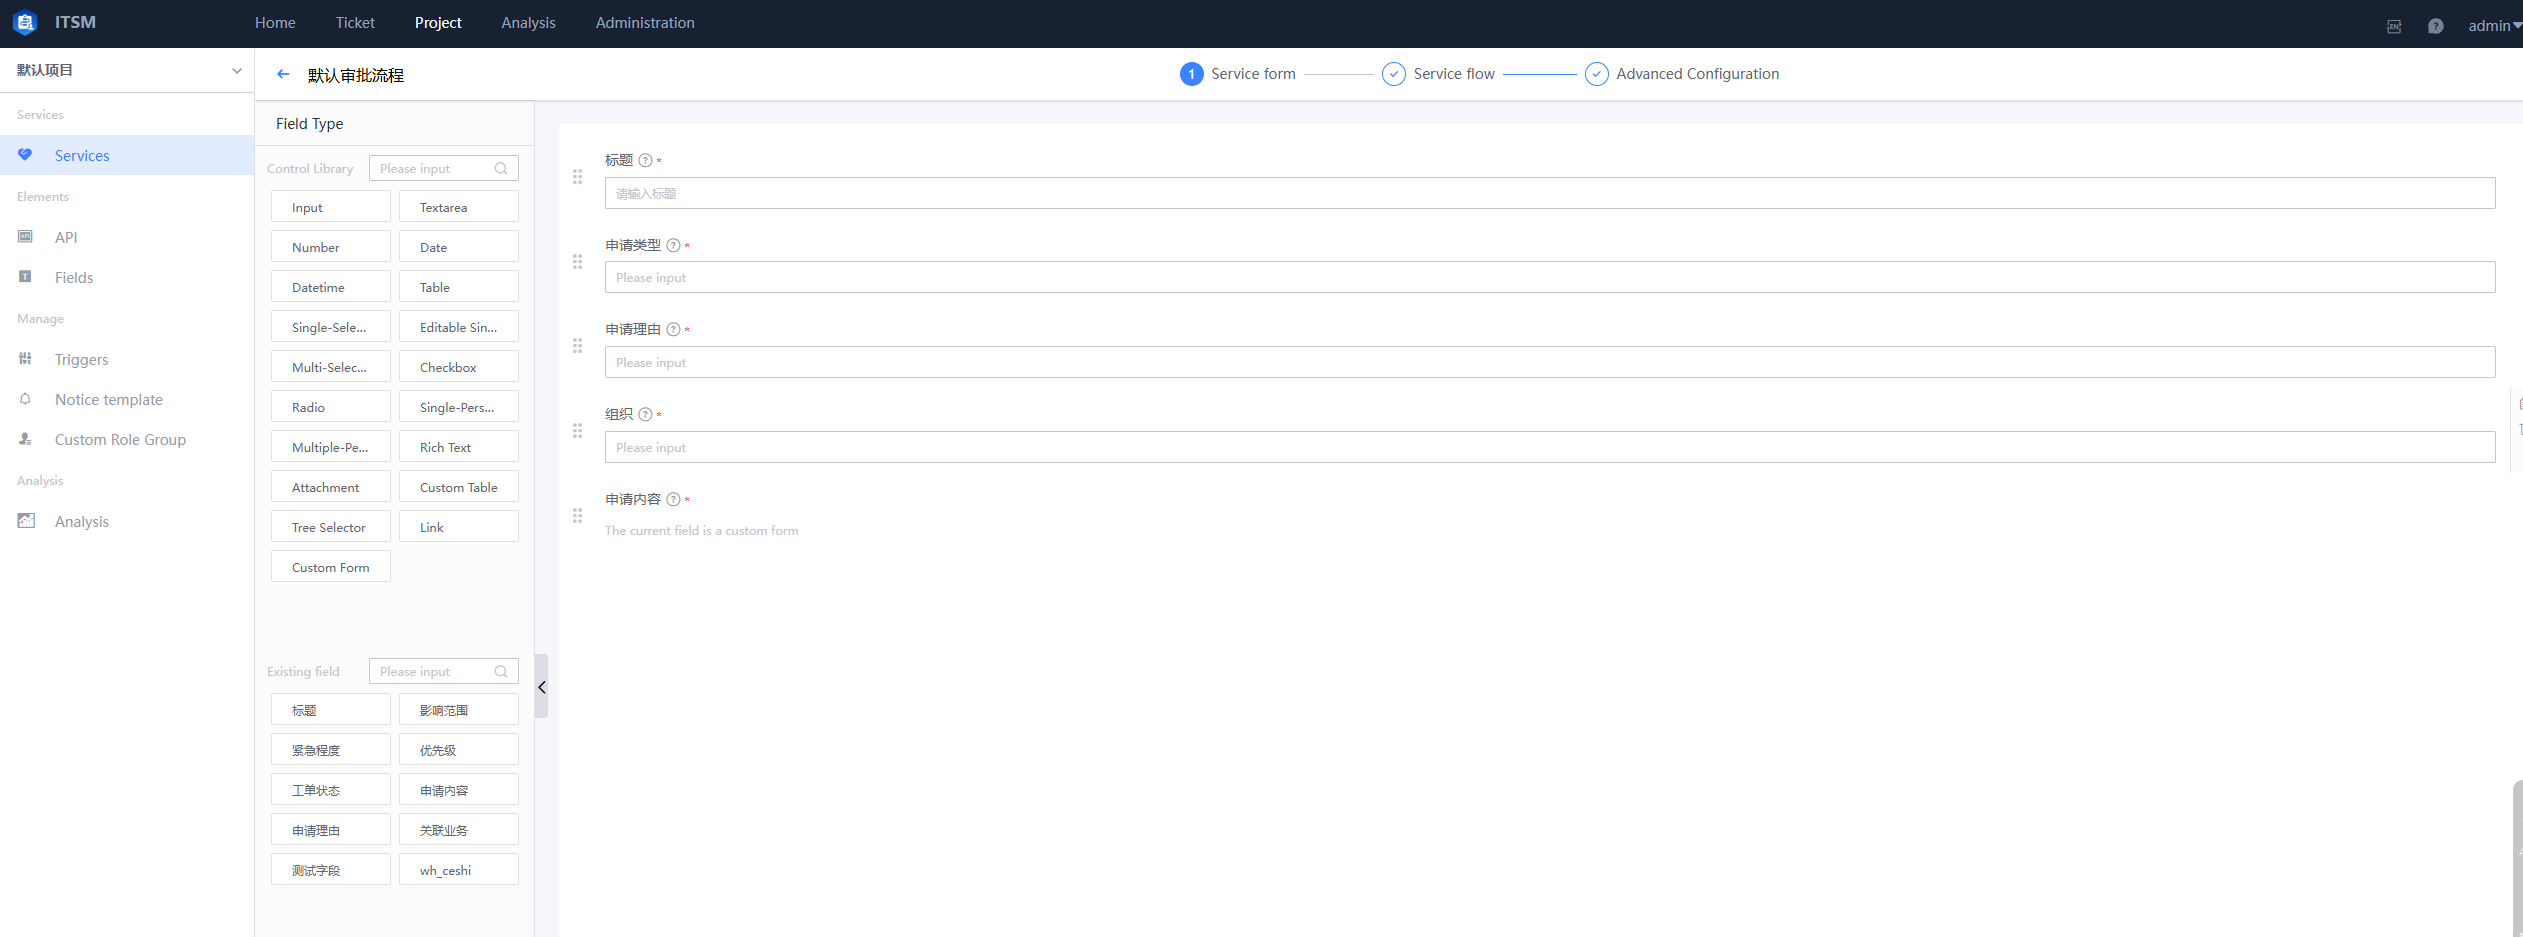 ITSM
Home
Ticket
Project
Analysis
Administration
EN
admin
默认项目
默认审批流程
1
Service form
Service flow
Advanced Configuration
Services
Services
Elements
API
Fields
Manage
Triggers
Notice template
Custom Role Group
Analysis
Analysis
Field Type
Control Library
Please input
Input
Textarea
Number
Date
Datetime
Table
Single-Sele...
Editable Sin...
Multi-Selec...
Checkbox
Radio
Single-Pers...
Multiple-Pe...
Rich Text
Attachment
Custom Table
Tree Selector
Link
Custom Form
Existing field
Please input
标题
影响范围
紧急程度
优先级
工单状态
申请内容
申请理由
关联业务
测试字段
wh_ceshi
标题 *
请输入标题
申请类型 *
Please input
申请理由 *
Please input
组织 *
Please input
申请内容 *
The current field is a custom form